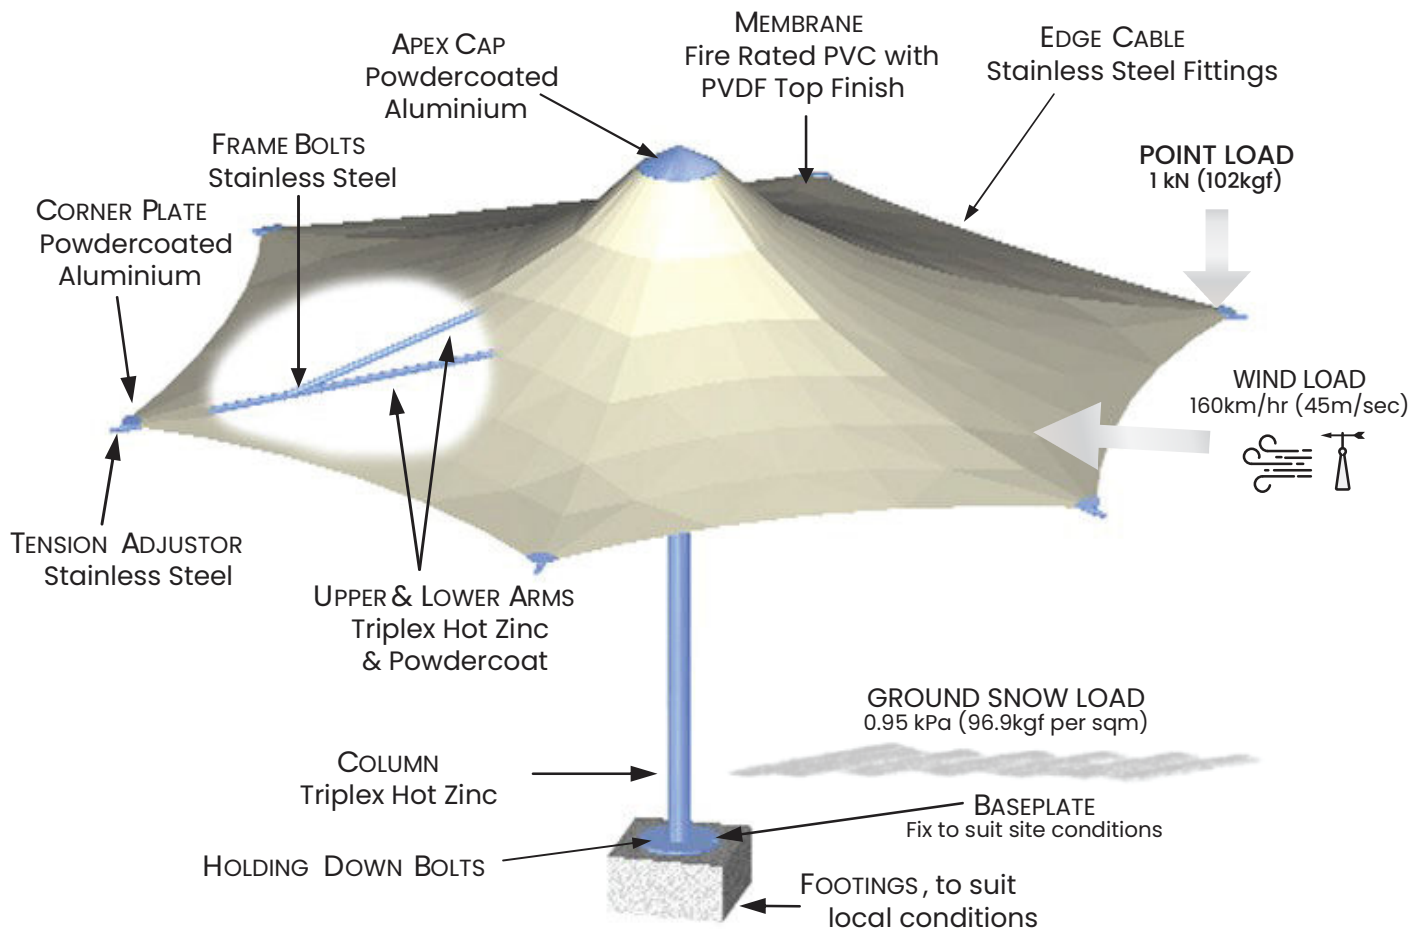 APEX CAP
Powdercoated
Aluminium
MEMBRANE
Fire Rated PVC with
PVDF Top Finish
EDGE CABLE
Stainless Steel Fittings
FRAME BOLTS
Stainless Steel
POINT LOAD
1 kN (102kgf)
CORNER PLATE
Powdercoated
Aluminium
WIND LOAD
160km/hr (45m/sec)
TENSION ADJUSTOR
Stainless Steel
UPPER & LOWER ARMS
Triplex Hot Zinc
& Powdercoat
GROUND SNOW LOAD
0.95 kPa (96.9kgf per sqm)
COLUMN
Triplex Hot Zinc
BASEPLATE
Fix to suit site conditions
HOLDING DOWN BOLTS
FOOTINGS, to suit
local conditions